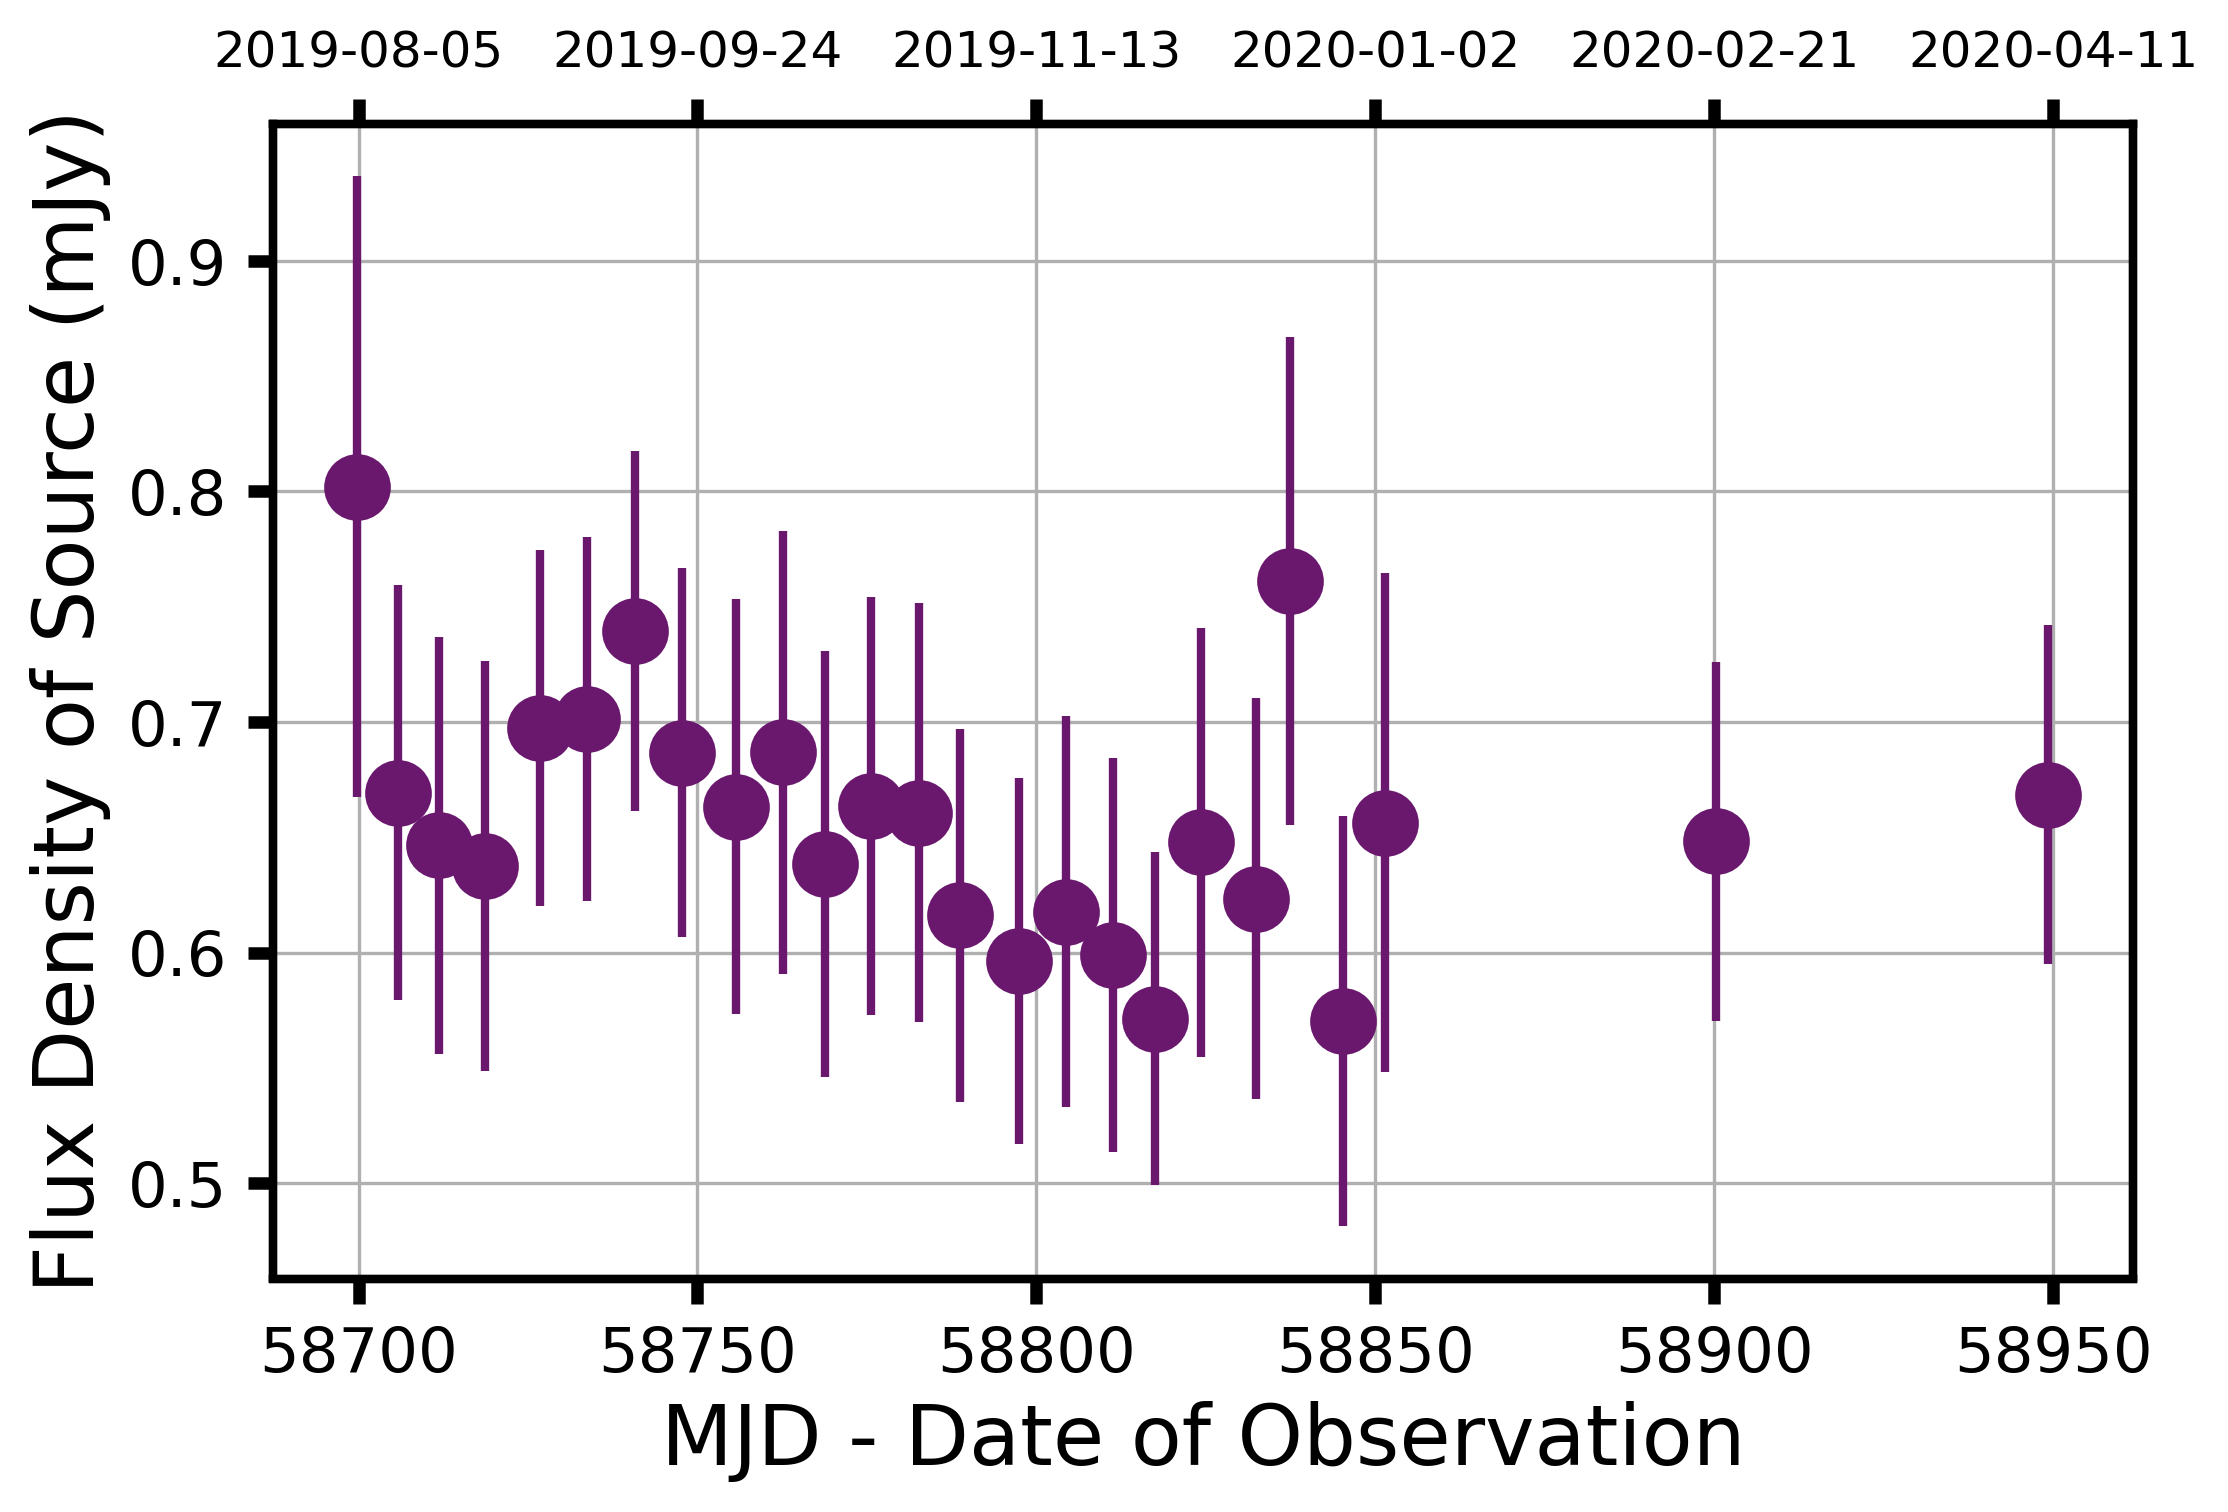 2019-08-05 2019-09-24 2019-11-13 2020-01-02 2020-02-21 2020-04-11
Flux Density of Source (mJy)
0.9
0.8
0.7
0.6
0.5
58700 58750 58800 58850 58900 58950
MJD - Date of Observation